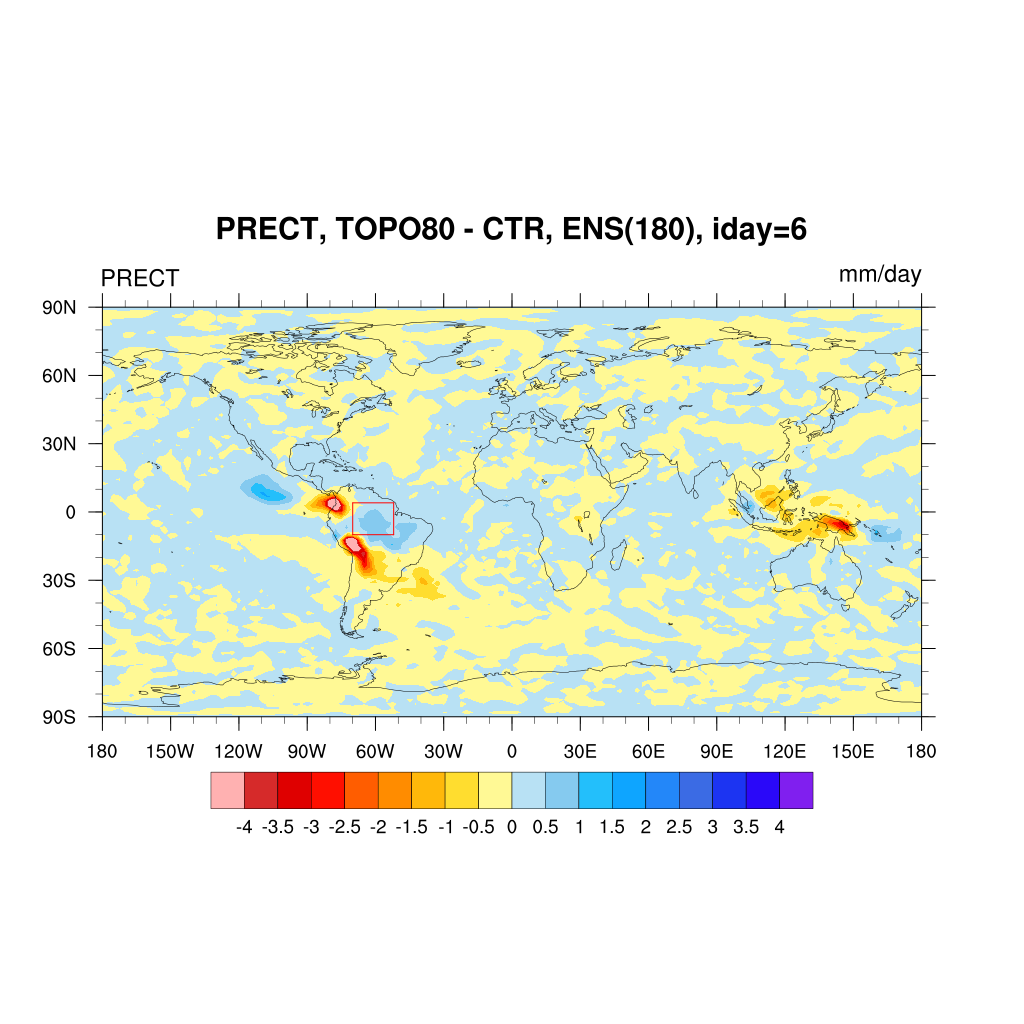 PRECT, TOPO80 - CTR, ENS(180), iday=6
PRECT mm/day
90N
60N
30N
0
30S
60S
90S
180 150W 120W 90W 60W 30W 0 30E 60E 90E 120E 150E 180
-4 -3.5 -3 -2.5 -2 -1.5 -1 -0.5 0 0.5 1 1.5 2 2.5 3 3.5 4